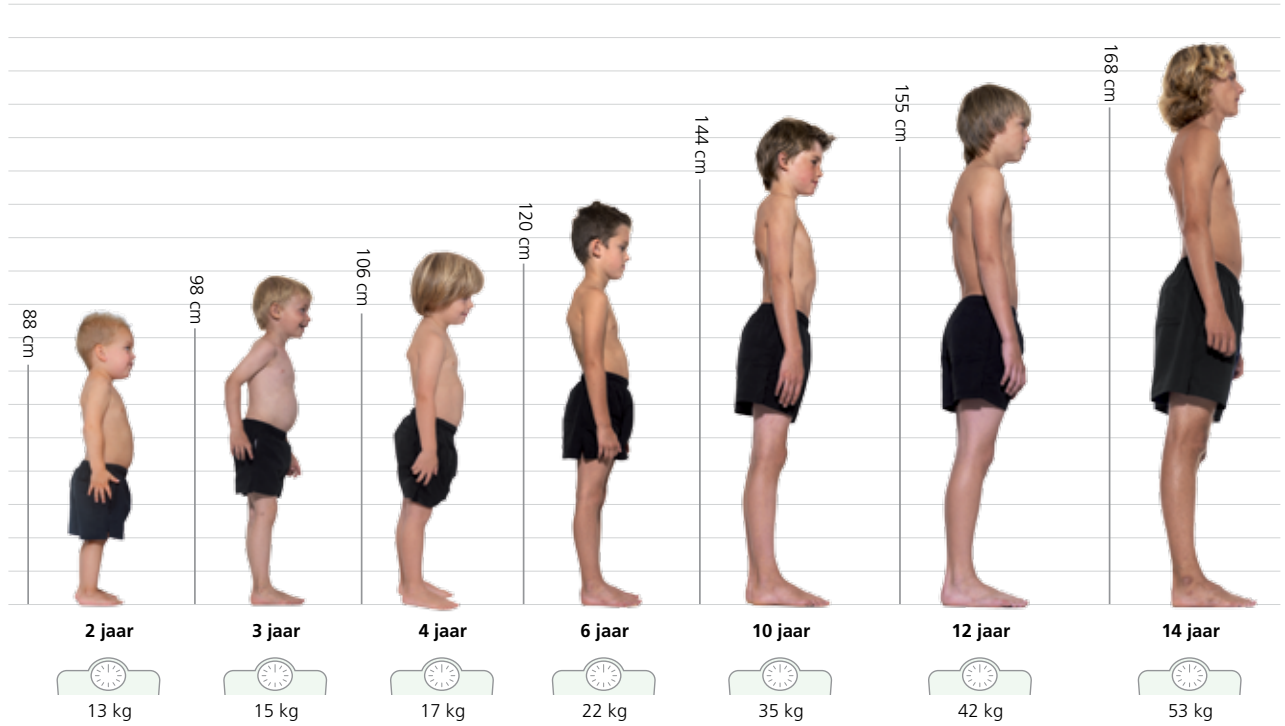 88 cm
98 cm
106 cm
120 cm
144 cm
155 cm
168 cm
2 jaar
3 jaar
4 jaar
6 jaar
10 jaar
12 jaar
14 jaar
13 kg
15 kg
17 kg
22 kg
35 kg
42 kg
53 kg